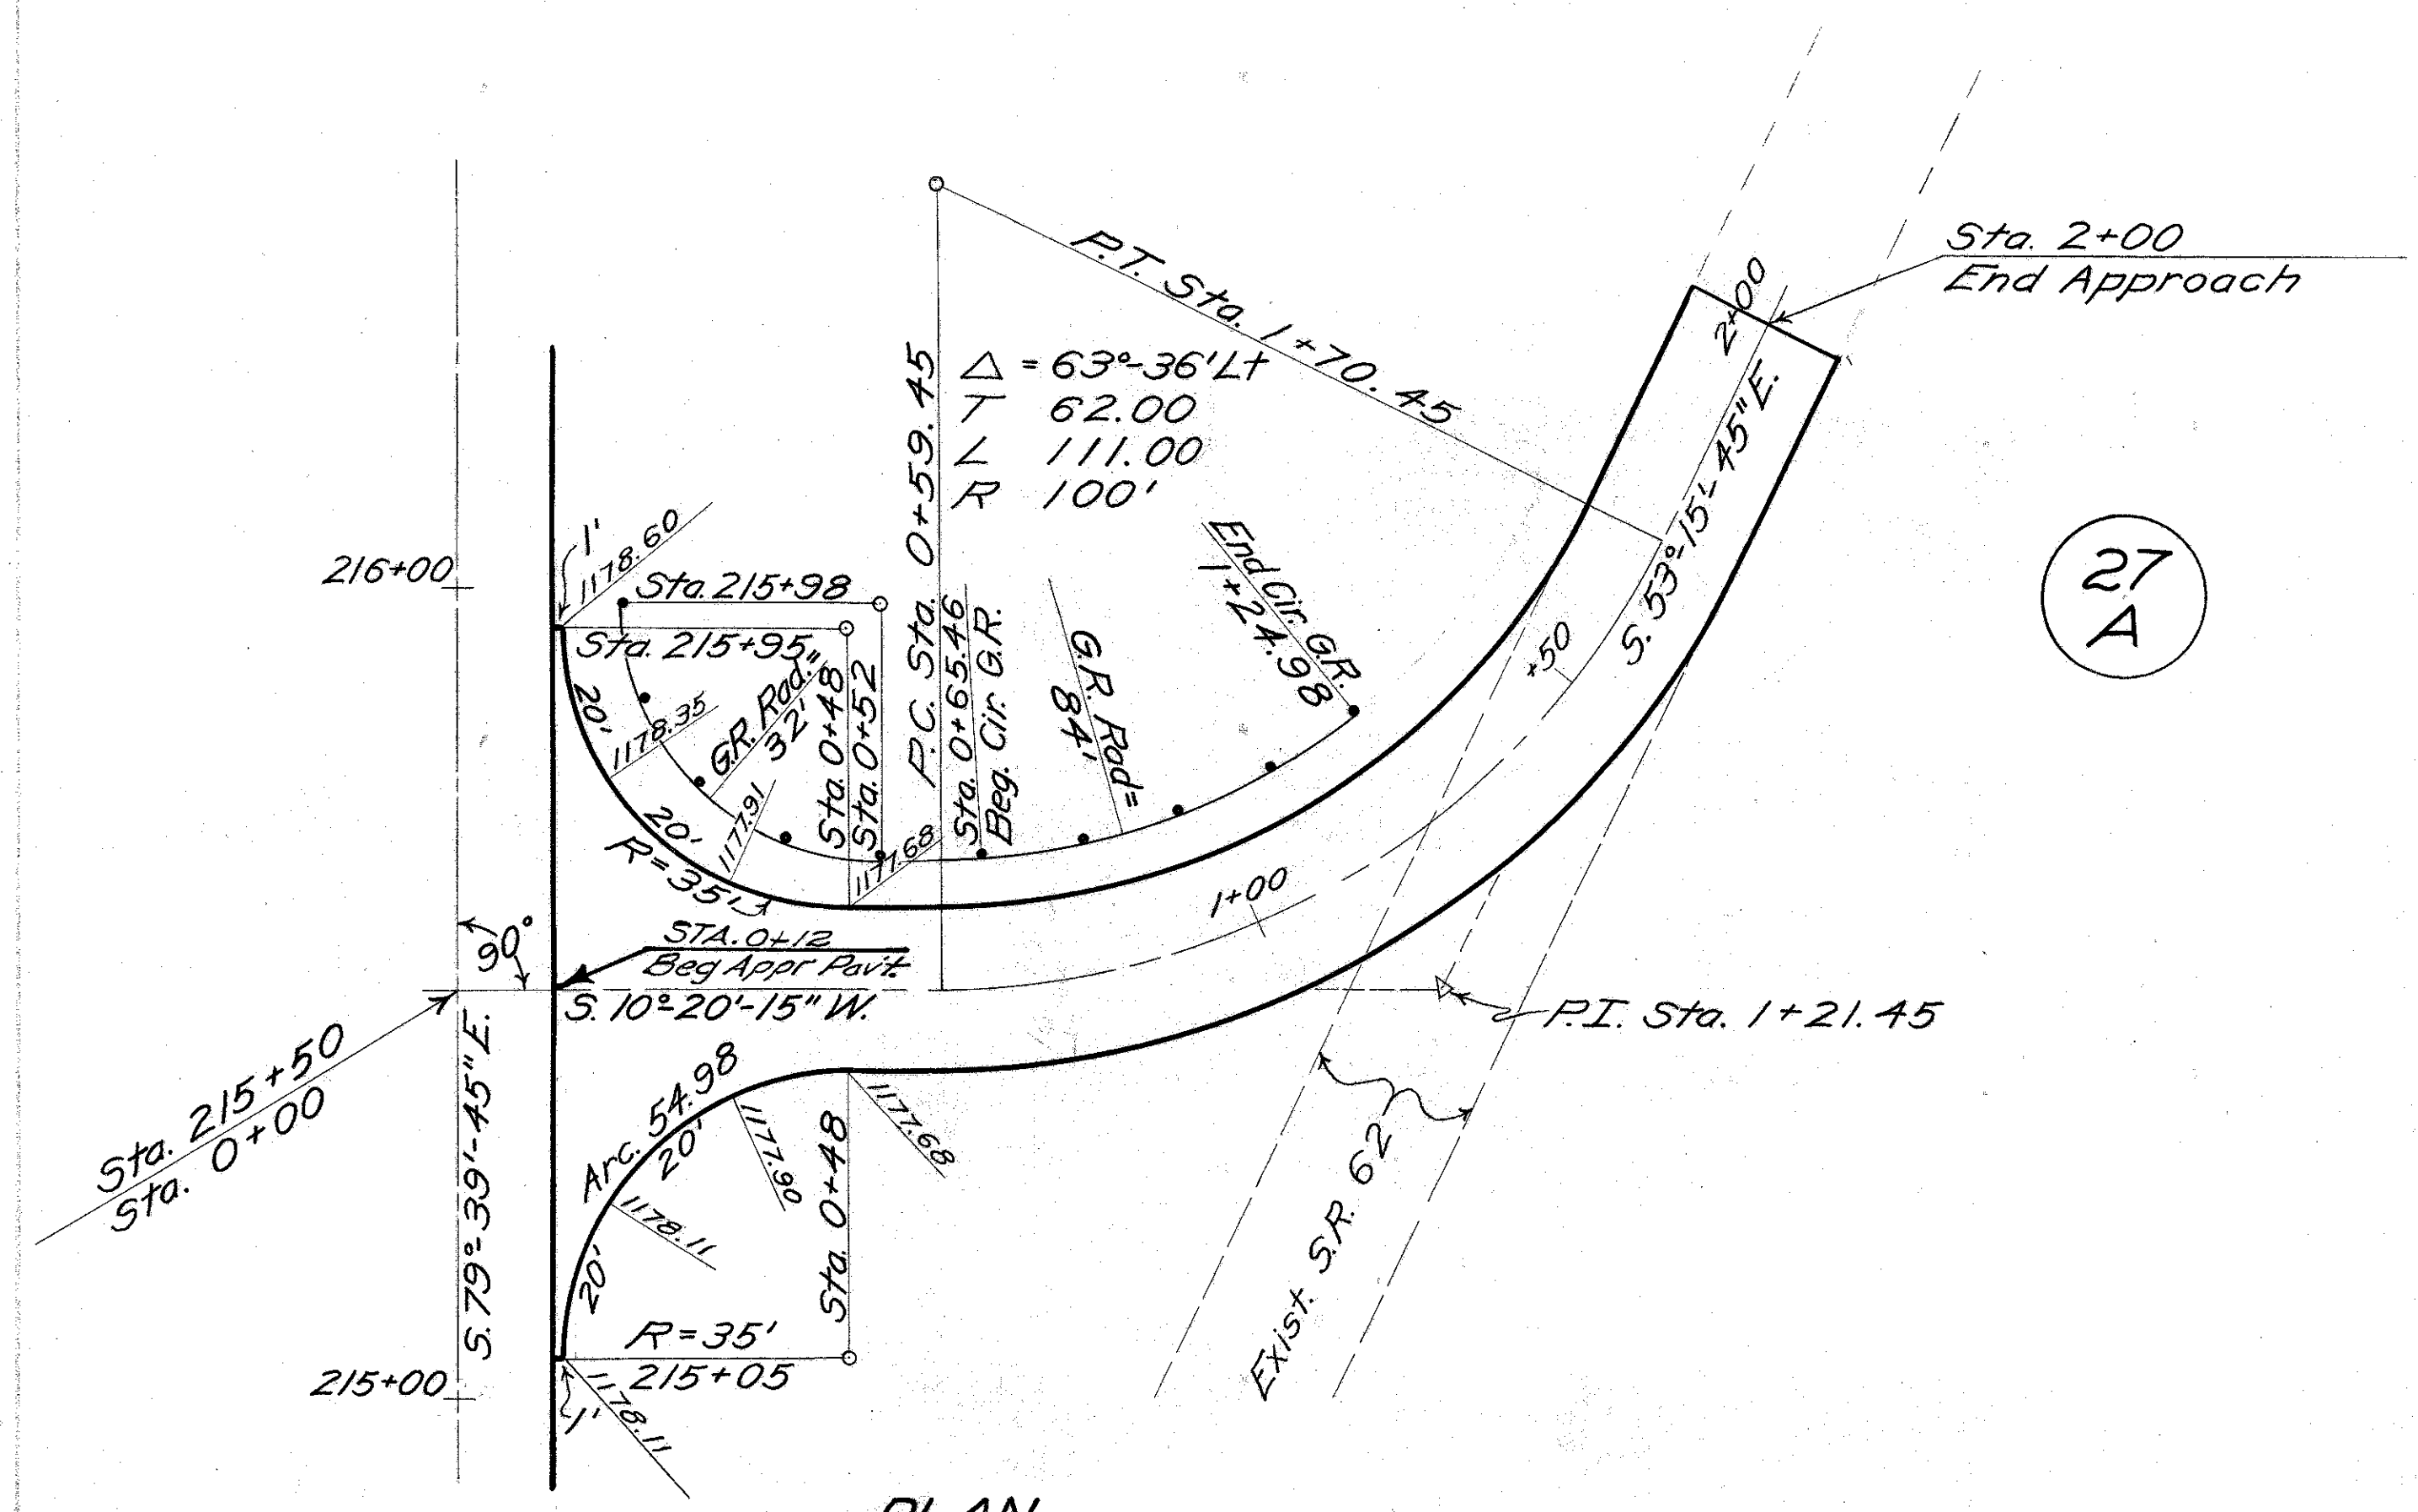 Sta. 2+00
End Approach
2+00
P.T. Sta. 1+70.45
S. 53°-15'-45" E.
Δ = 63°-36' Lt
T 62.00
L 111.00
R 100'
P.C. Sta. 0+59.45
Sta. 0+65.46
Beg. Cir. G.R.
G.R. Rad =
84'
End Cir. G.R.
1+24.98
+50
1+00
27
A
216+00
1'
1178.60
Sta. 215+98
Sta. 215+95
20'
1178.35
G.R. Rad. =
32'
Sta. 0+48
Sta. 0+52
20'
1177.91
R=35'
1177.68
90°
STA. 0+12
Beg Appr Pav't.
S. 10°-20'-15" W.
P.I. Sta. 1+21.45
Sta. 215+50
Sta. 0+00
S. 79°-39'-45" E.
Arc. 54.98
20'
1177.90
1177.68
1178.11
20'
Sta. 0+48
R=35'
215+05
215+00
1'
1178.11
Exist. S.R. 62
PLAN